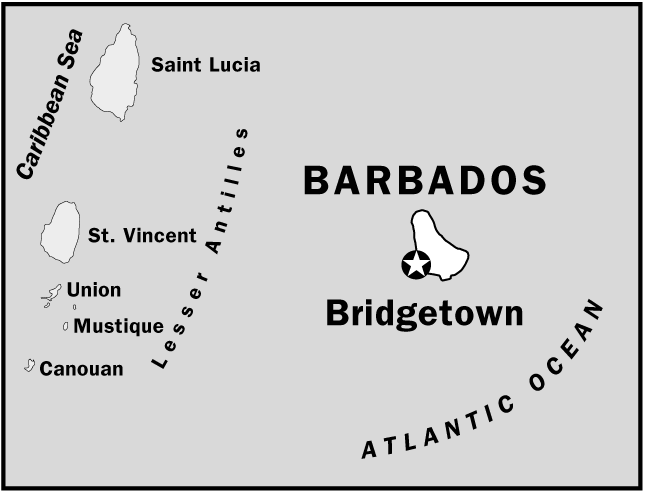 Caribbean Sea
Saint Lucia
Lesser Antilles
BARBADOS
St. Vincent
Union
Bridgetown
Mustique
Canouan
ATLANTIC OCEAN